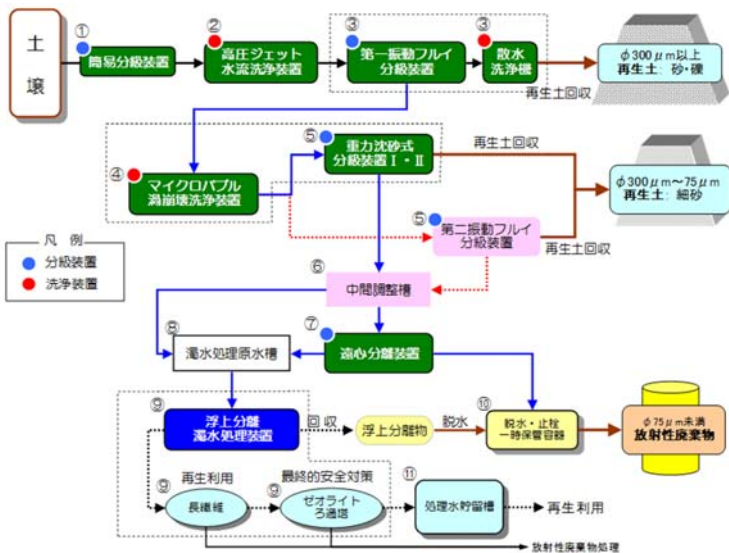 土
壌
①
簡易分級装置
②
高圧ジェット
水流洗浄装置
③
第一振動フルイ
分級装置
③
散水
洗浄機
再生土回収
φ300μm以上
再生土:砂・礫
④
マイクロバブル
渦崩壊洗浄装置
⑤
重力沈砂式
分級装置Ⅰ・Ⅱ
再生土回収
φ300μm～75μm
再生土:細砂
⑤
第二振動フルイ
分級装置
再生土回収
凡 例
分級装置
洗浄装置
⑥
中間調整槽
⑦
遠心分離装置
⑧
濁水処理原水槽
⑨
浮上分離
濁水処理装置
回収
浮上分離物
脱水
⑩
脱水・止栓
一時保管容器
φ75μm未満
放射性廃棄物
⑨
再生利用
長繊維
⑨
最終的安全対策
ゼオライト
ろ過塔
⑪
処理水貯留槽
再生利用
放射性廃棄物処理